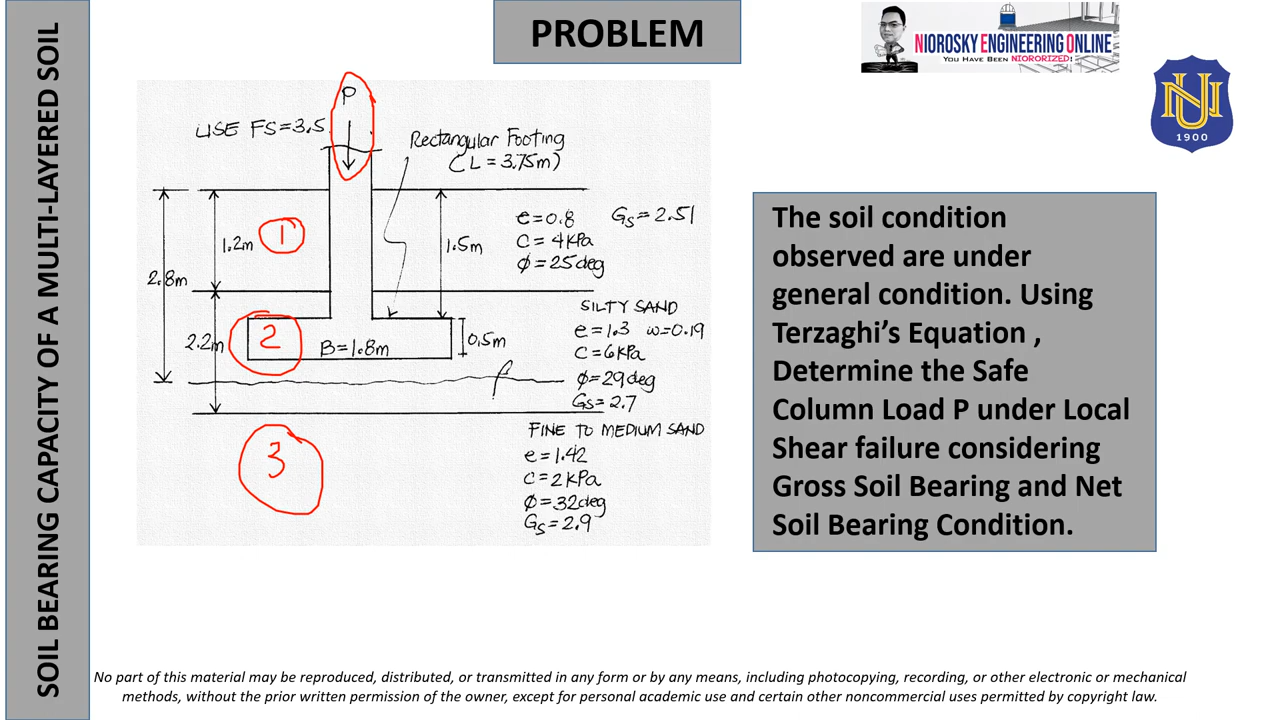 PROBLEM
NIOROSKY ENGINEERING ONLINE
YOU HAVE BEEN NIORORIZED!
NU
1900
SOIL BEARING CAPACITY OF A MULTI-LAYERED SOIL
P
USE FS=3.5
Rectangular Footing
(L=3.75m)
1.2m
1
1.5m
2.8m
e=0.8 Gs=2.51
C=4kPa
ϕ=25deg
SILTY SAND
e=1.3 w=0.19
C=6kPa
ϕ=29deg
Gs=2.7
2.2m
2
B=1.8m
0.5m
FINE TO MEDIUM SAND
e=1.42
C=2kPa
ϕ=32deg
Gs=2.9
3
The soil condition
observed are under
general condition. Using
Terzaghi’s Equation ,
Determine the Safe
Column Load P under Local
Shear failure considering
Gross Soil Bearing and Net
Soil Bearing Condition.
No part of this material may be reproduced, distributed, or transmitted in any form or by any means, including photocopying, recording, or other electronic or mechanical
methods, without the prior written permission of the owner, except for personal academic use and certain other noncommercial uses permitted by copyright law.